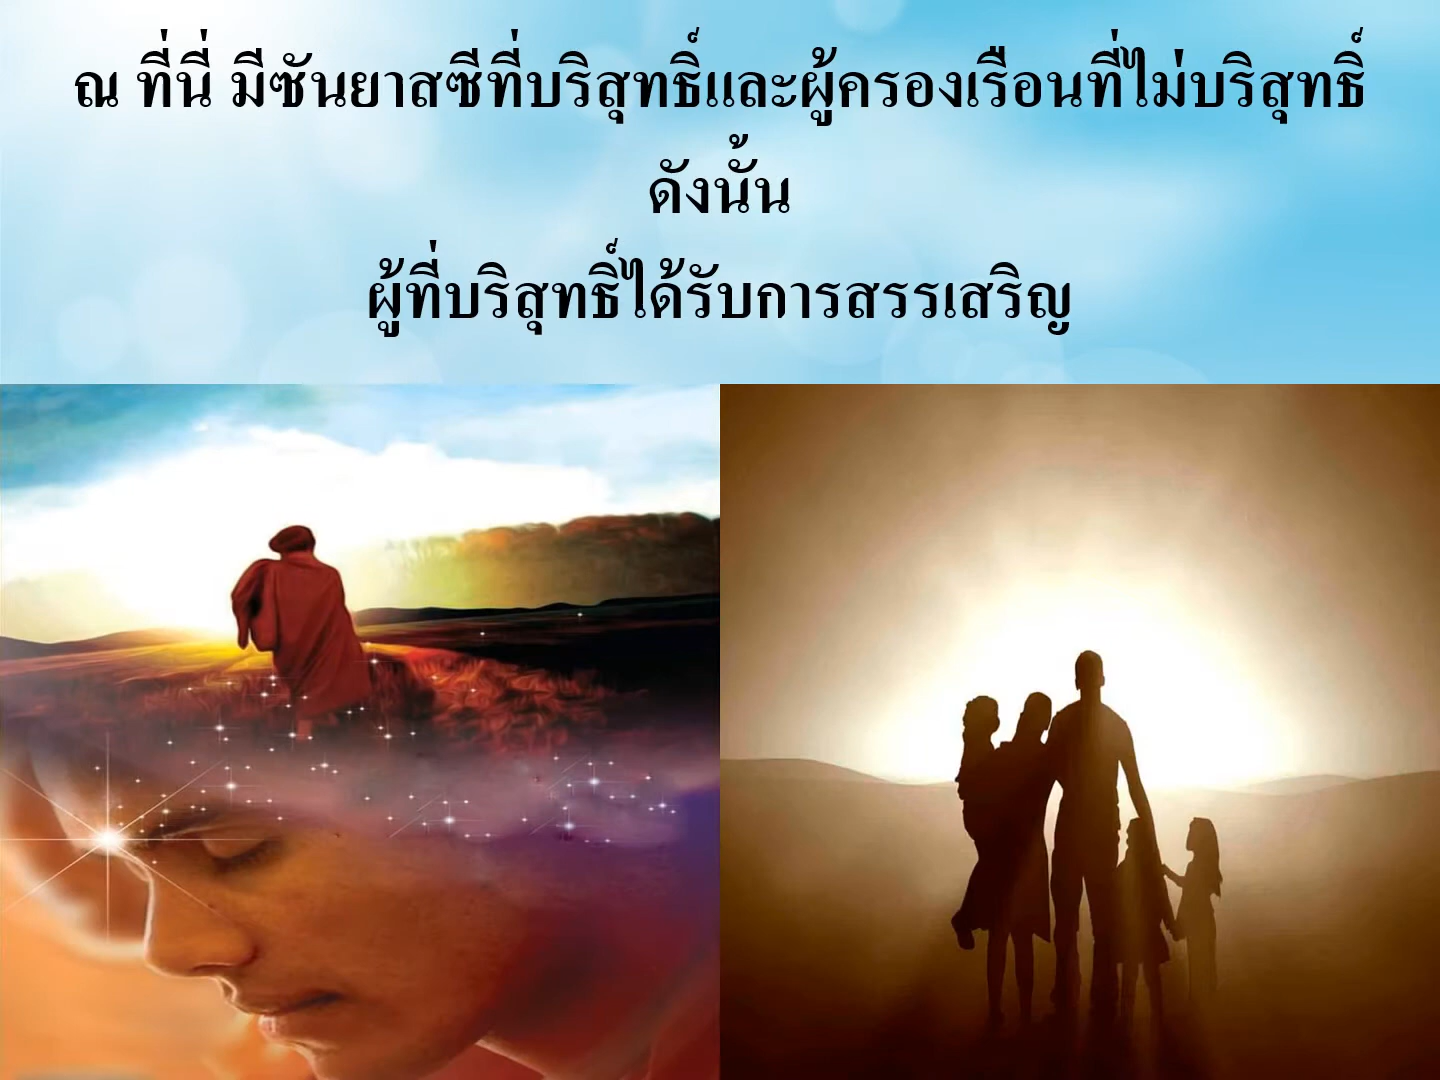 ณ ที่นี่ มีซันยาสซีที่บริสุทธิ์และผู้ครองเรือนที่ไม่บริสุทธิ์
ดังนั้น
ผู้ที่บริสุทธิ์ได้รับการสรรเสริญ